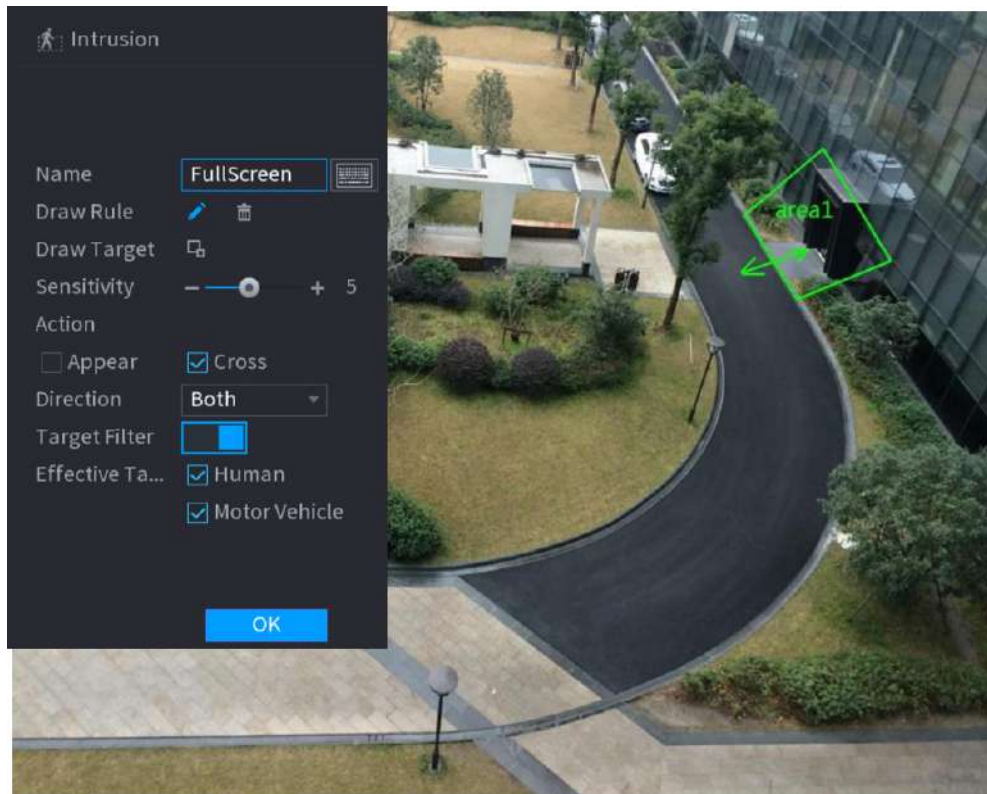 Intrusion
Name FullScreen
Draw Rule
Draw Target
Sensitivity - + 5
Action
Appear Cross
Direction Both
Target Filter
Effective Ta... Human
Motor Vehicle
OK
area1